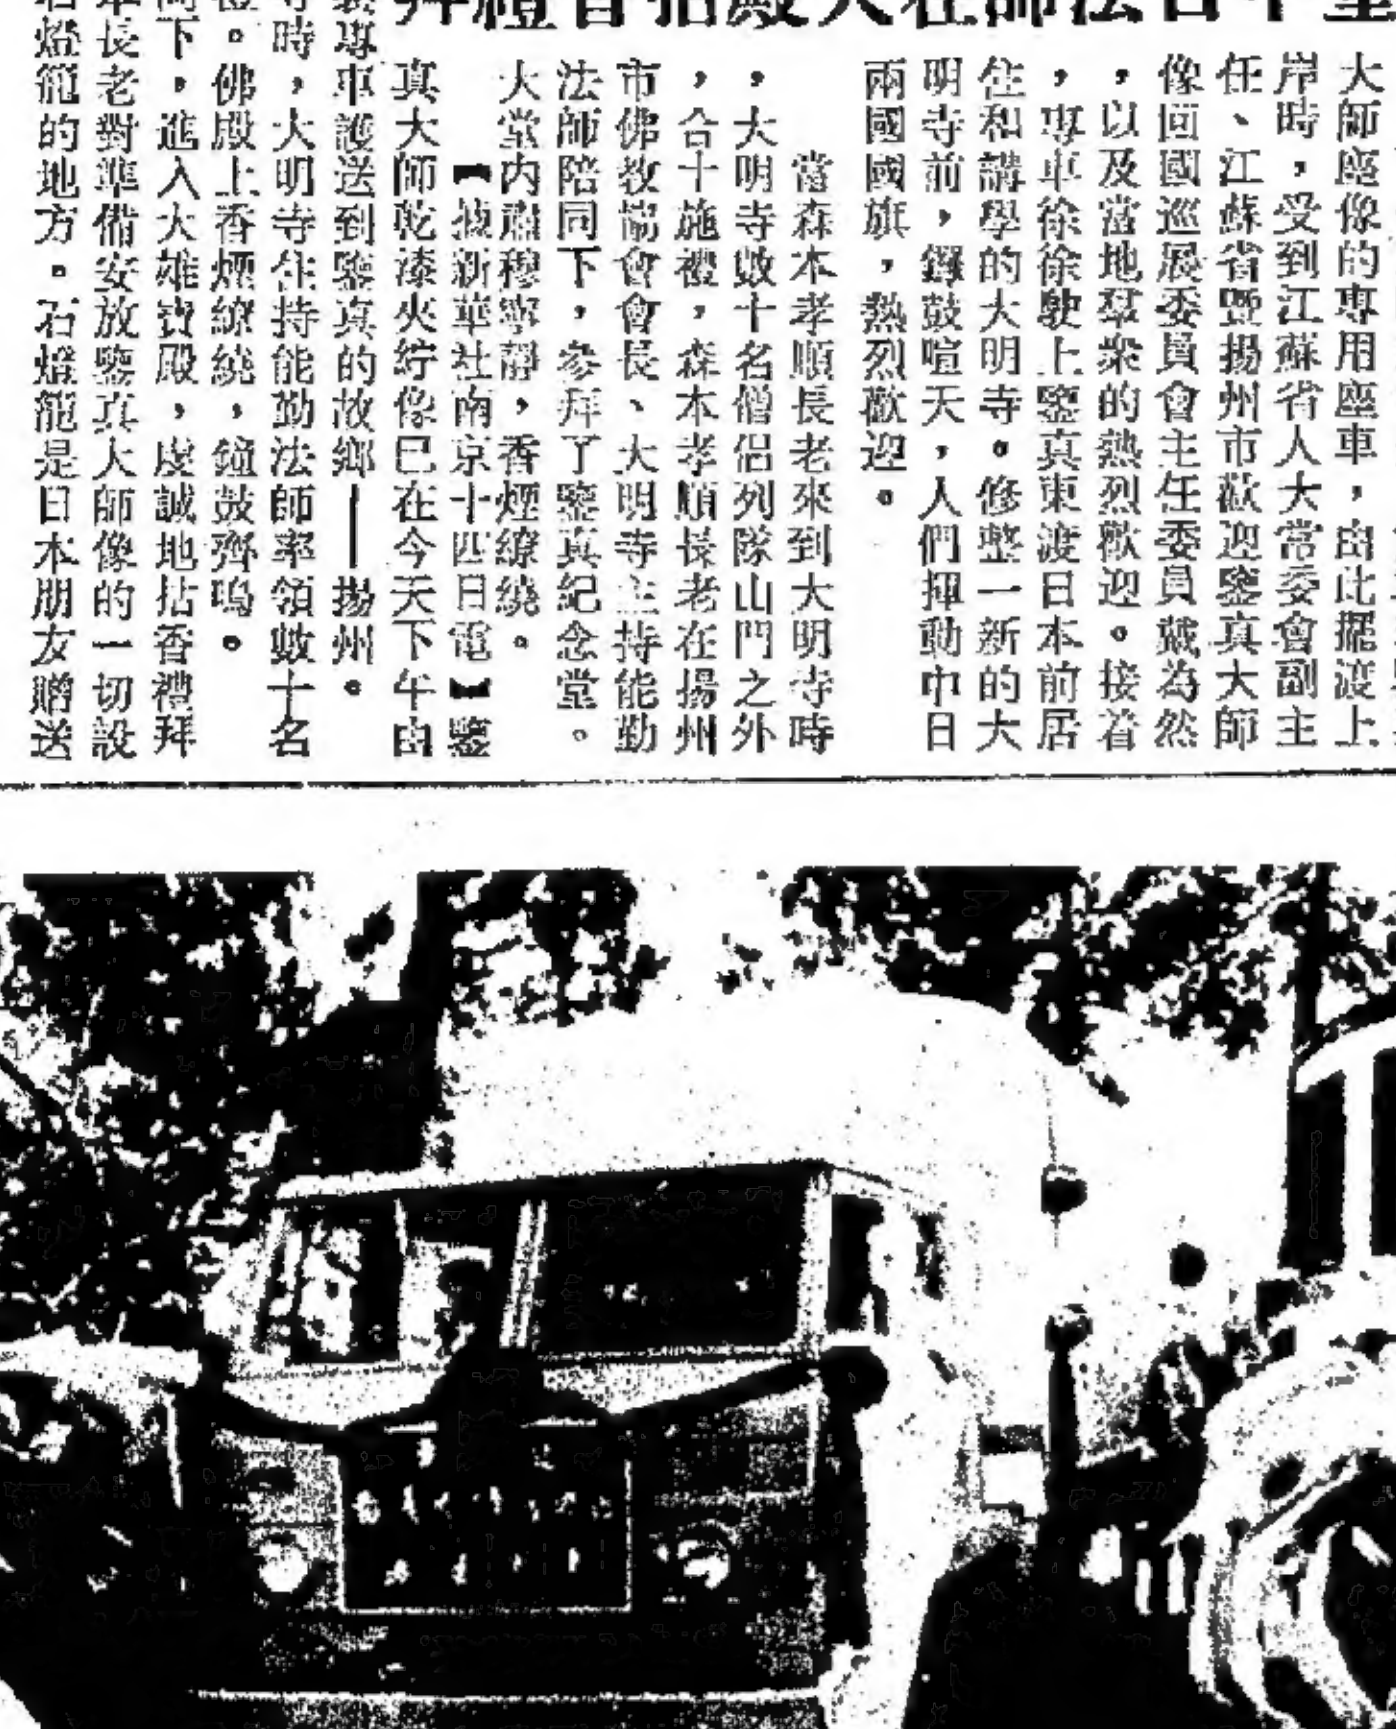 法師在大殿拈香禮拜
大師座像的專用座車，由此擺渡上
岸時，受到江蘇省人大常委會副主
任、江蘇省暨揚州市歡迎鑒真大師
像回國巡展委員會主任委員戴為然
，以及當地羣衆的熱烈歡迎。接着
，專車徐徐駛上鑒真東渡日本前居
住和講學的大明寺。修整一新的大
明寺前，鑼鼓喧天，人們揮動中日
兩國國旗，熱烈歡迎。
當森本孝順長老來到大明寺時
，大明寺數十名僧侶列隊山門之外
，合十施禮，森本孝順長老在揚州
市佛教協會會長、大明寺主持能勤
法師陪同下，參拜了鑒真紀念堂。
大堂内肅穆寧靜，香煙繚繞。
【據新華社南京十四日電】鑒
真大師乾漆夾紵像已在今天下午由
專車護送到鑒真的故鄉——揚州。
時，大明寺住持能勤法師率領數十名
。佛殿上香煙繚繞，鐘鼓齊鳴。
下，進入大雄寶殿，虔誠地拈香禮拜
長老對準備安放鑒真大師像的一切設
燈籠的地方。石燈籠是日本朋友贈送